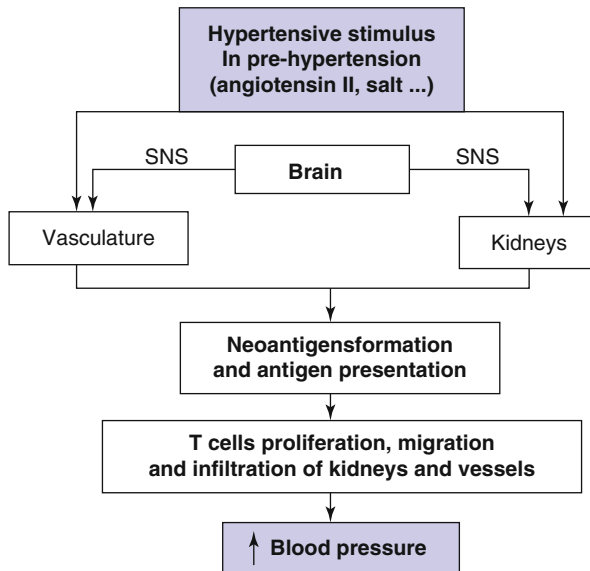 Hypertensive stimulus
In pre-hypertension
(angiotensin II, salt ...)
SNS
Brain
SNS
Vasculature
Kidneys
Neoantigensformation
and antigen presentation
T cells proliferation, migration
and infiltration of kidneys and vessels
↑ Blood pressure